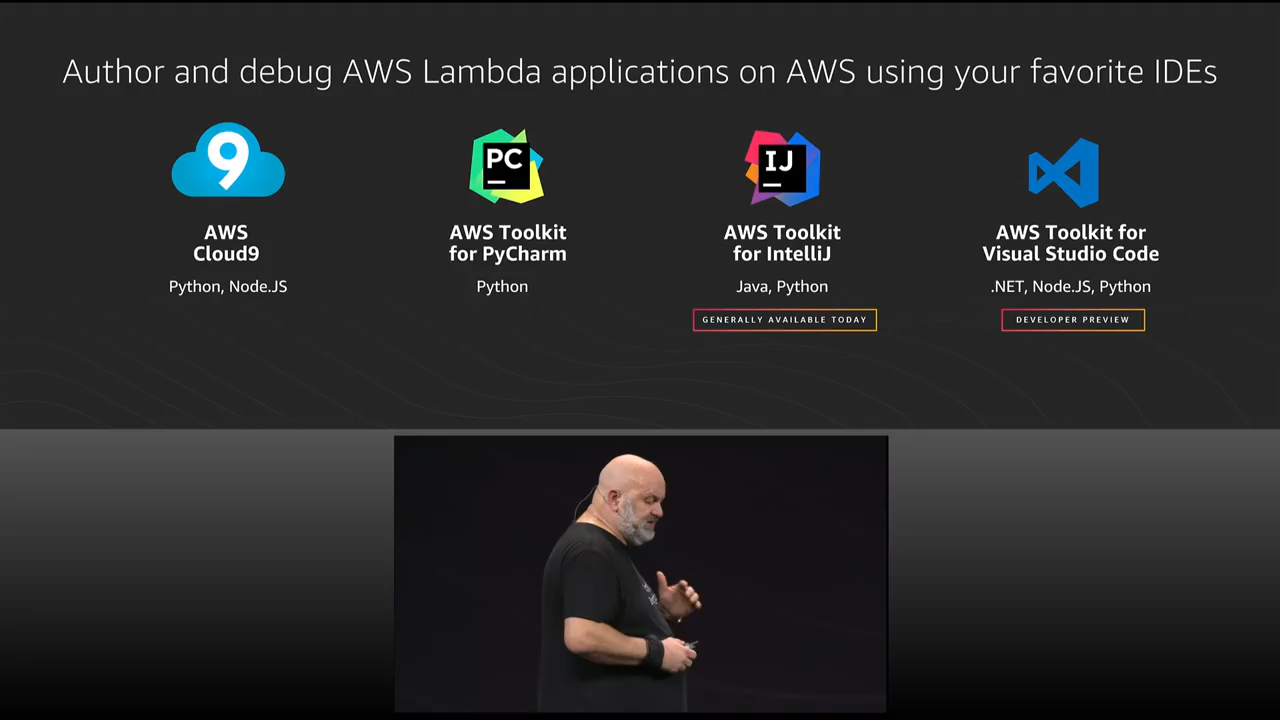 Author and debug AWS Lambda applications on AWS using your favorite IDEs
9
PC
IJ
AWS
Cloud9
AWS Toolkit
for PyCharm
AWS Toolkit
for IntelliJ
AWS Toolkit for
Visual Studio Code
Python, Node.JS
Python
Java, Python
.NET, Node.JS, Python
GENERALLY AVAILABLE TODAY
DEVELOPER PREVIEW